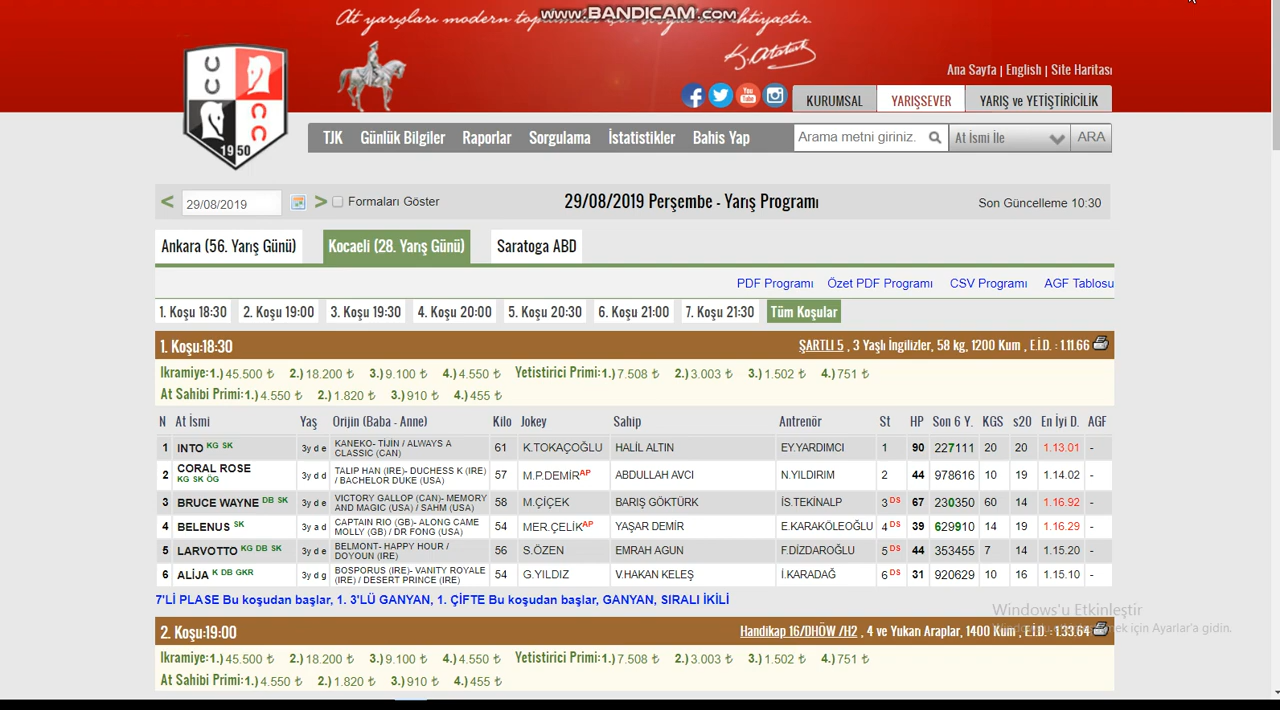 At yarışları modern toplumlar için sosyal bir ihtiyaçtır.
www.BANDICAM.com
K. Atatürk
Ana Sayfa | English | Site Haritası
KURUMSAL YARIŞSEVER YARIŞ ve YETİŞTİRİCİLİK
1950
TJK Günlük Bilgiler Raporlar Sorgulama İstatistikler Bahis Yap Arama metni giriniz. At İsmi İle ARA
< 29/08/2019 > Formaları Göster 29/08/2019 Perşembe - Yarış Programı Son Güncelleme 10:30
Ankara (56. Yarış Günü) Kocaeli (28. Yarış Günü) Saratoga ABD
PDF Programı Özet PDF Programı CSV Programı AGF Tablosu
1. Koşu 18:30 2. Koşu 19:00 3. Koşu 19:30 4. Koşu 20:00 5. Koşu 20:30 6. Koşu 21:00 7. Koşu 21:30 Tüm Koşular
1. Koşu:18:30 ŞARTLI 5 , 3 Yaşlı İngilizler, 58 kg, 1200 Kum , E.İ.D. : 1.11.66
İkramiye:1.) 45.500 ₺ 2.) 18.200 ₺ 3.) 9.100 ₺ 4.) 4.550 ₺ Yetistirici Primi:1.) 7.508 ₺ 2.) 3.003 ₺ 3.) 1.502 ₺ 4.) 751 ₺
At Sahibi Primi:1.) 4.550 ₺ 2.) 1.820 ₺ 3.) 910 ₺ 4.) 455 ₺
N At İsmi Yaş Orijin (Baba - Anne) Kilo Jokey Sahip Antrenör St HP Son 6 Y. KGS s20 En İyi D. AGF
1 INTO KG SK 3y d e KANEKO- TIJIN / ALWAYS A CLASSIC (CAN) 61 K.TOKAÇOĞLU HALİL ALTIN EY.YARDIMCI 1 90 227111 20 20 1.13.01 -
2 CORAL ROSE KG SK ÖG 3y d d TALIP HAN (IRE)- DUCHESS K (IRE) / BACHELOR DUKE (USA) 57 M.P.DEMİR AP ABDULLAH AVCI N.YILDIRIM 2 44 978616 10 19 1.14.02 -
3 BRUCE WAYNE DB SK 3y d e VICTORY GALLOP (CAN)- MEMORY AND MAGIC (USA) / SAHM (USA) 58 M.ÇİÇEK BARIŞ GÖKTÜRK İS.TEKİNALP 3 DS 67 230350 60 14 1.16.92 -
4 BELENUS SK 3y a d CAPTAIN RIO (GB)- ALONG CAME MOLLY (GB) / DR FONG (USA) 54 MER.ÇELİK AP YAŞAR DEMİR E.KARAKÖLEOĞLU 4 DS 39 629910 14 19 1.16.29 -
5 LARVOTTO KG DB SK 3y d e BELMONT- HAPPY HOUR / DOYOUN (IRE) 56 S.ÖZEN EMRAH AGUN F.DİZDAROĞLU 5 DS 44 353455 7 14 1.15.20 -
6 ALİJA K DB GKR 3y d g BOSPORUS (IRE)- VANITY ROYALE (IRE) / DESERT PRINCE (IRE) 54 G.YILDIZ V.HAKAN KELEŞ İ.KARADAĞ 6 DS 31 920629 10 16 1.15.10 -
7'Lİ PLASE Bu koşudan başlar, 1. 3'LÜ GANYAN, 1. ÇİFTE Bu koşudan başlar, GANYAN, SIRALI İKİLİ
Windows'u Etkinleştir
2. Koşu:19:00 Handikap 16/DHÖW /H2 , 4 ve Yukarı Araplar, 1400 Kum , E.İ.D. : 1.33.64 için Ayarlar'a gidin.
İkramiye:1.) 45.500 ₺ 2.) 18.200 ₺ 3.) 9.100 ₺ 4.) 4.550 ₺ Yetistirici Primi:1.) 7.508 ₺ 2.) 3.003 ₺ 3.) 1.502 ₺ 4.) 751 ₺
At Sahibi Primi:1.) 4.550 ₺ 2.) 1.820 ₺ 3.) 910 ₺ 4.) 455 ₺